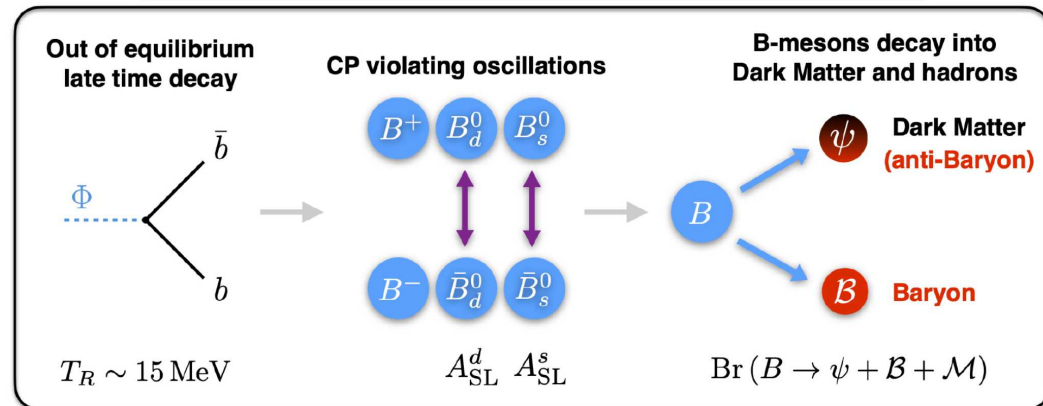 Out of equilibrium
late time decay
Φ
b̄
b
T_R ∼ 15 MeV
CP violating oscillations
B⁺ B⁰_d B⁰_s
B⁻ B̄⁰_d B̄⁰_s
A^d_SL A^s_SL
B-mesons decay into
Dark Matter and hadrons
B
ψ
Dark Matter
(anti-Baryon)
ℬ
Baryon
Br (B → ψ + ℬ + ℳ)